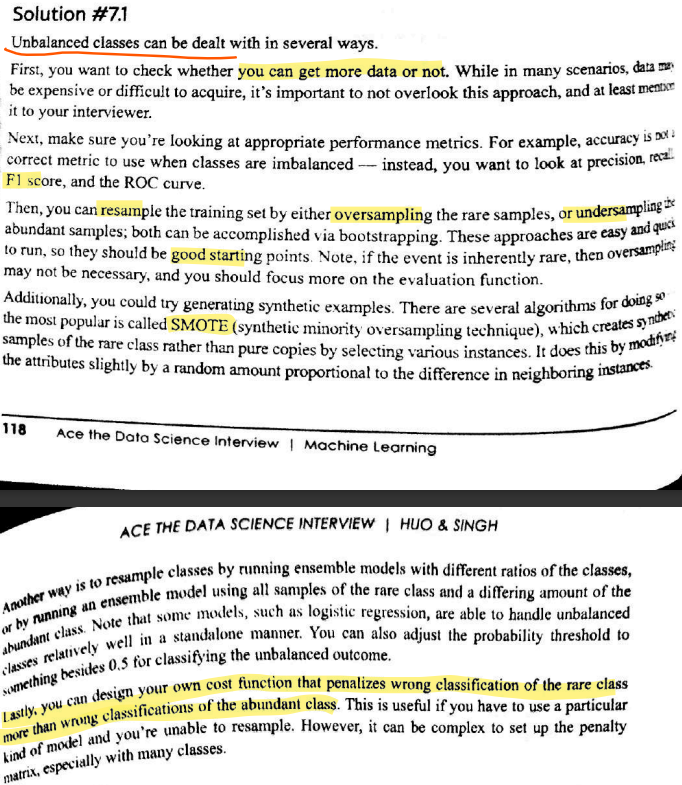 Solution #7.1
Unbalanced classes can be dealt with in several ways.
First, you want to check whether you can get more data or not. While in many scenarios, data may
be expensive or difficult to acquire, it's important to not overlook this approach, and at least mention
it to your interviewer.
Next, make sure you're looking at appropriate performance metrics. For example, accuracy is not a
correct metric to use when classes are imbalanced — instead, you want to look at precision, recall,
F1 score, and the ROC curve.
Then, you can resample the training set by either oversampling the rare samples, or undersampling the
abundant samples; both can be accomplished via bootstrapping. These approaches are easy and quick
to run, so they should be good starting points. Note, if the event is inherently rare, then oversampling
may not be necessary, and you should focus more on the evaluation function.
Additionally, you could try generating synthetic examples. There are several algorithms for doing so
the most popular is called SMOTE (synthetic minority oversampling technique), which creates synthetic
samples of the rare class rather than pure copies by selecting various instances. It does this by modifying
the attributes slightly by a random amount proportional to the difference in neighboring instances.
118 Ace the Data Science Interview | Machine Learning
ACE THE DATA SCIENCE INTERVIEW | HUO & SINGH
Another way is to resample classes by running ensemble models with different ratios of the classes,
or by running an ensemble model using all samples of the rare class and a differing amount of the
abundant class. Note that some models, such as logistic regression, are able to handle unbalanced
classes relatively well in a standalone manner. You can also adjust the probability threshold to
something besides 0.5 for classifying the unbalanced outcome.
Lastly, you can design your own cost function that penalizes wrong classification of the rare class
more than wrong classifications of the abundant class. This is useful if you have to use a particular
kind of model and you're unable to resample. However, it can be complex to set up the penalty
matrix, especially with many classes.